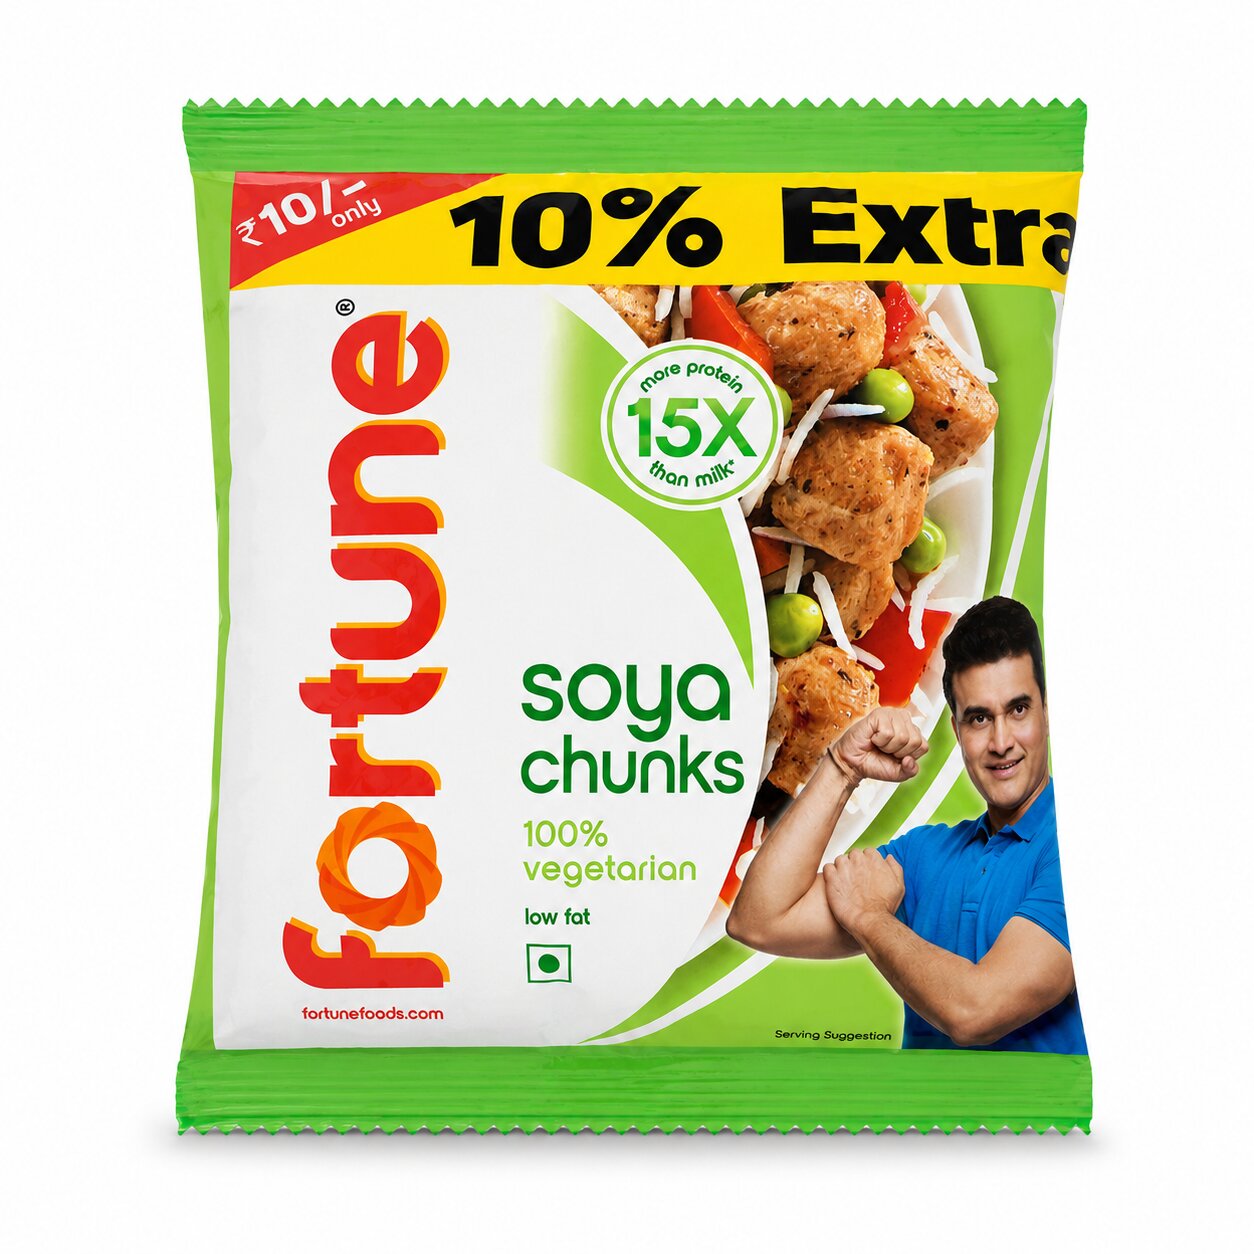 ₹10/-
only
10% Extra
fortune®
more protein
15X
than milk*
soya
chunks
100%
vegetarian
low fat
fortunefoods.com
Serving Suggestion